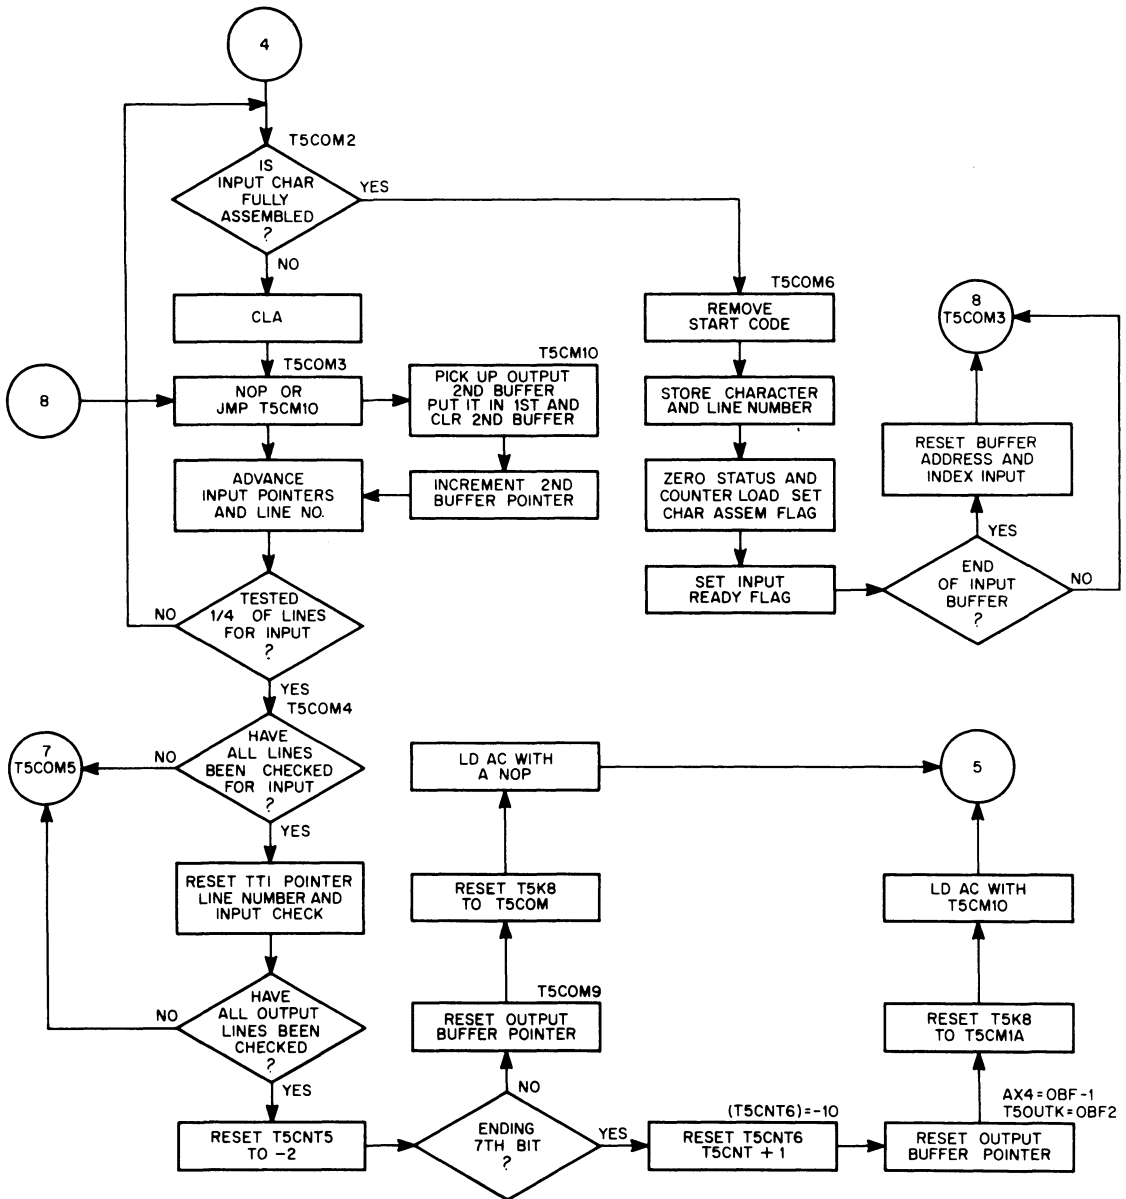 4
T5COM2
IS
INPUT CHAR
FULLY
ASSEMBLED
?
YES
NO
CLA
T5COM3
8
NOP OR
JMP T5CM10
T5CM10
PICK UP OUTPUT
2ND BUFFER
PUT IT IN 1ST AND
CLR 2ND BUFFER
INCREMENT 2ND
BUFFER POINTER
ADVANCE
INPUT POINTERS
AND LINE NO.
TESTED
1/4 OF LINES
FOR INPUT
?
NO
YES
T5COM6
REMOVE
START CODE
STORE CHARACTER
AND LINE NUMBER
ZERO STATUS AND
COUNTER LOAD SET
CHAR ASSEM FLAG
SET INPUT
READY FLAG
END
OF INPUT
BUFFER
?
YES
NO
RESET BUFFER
ADDRESS AND
INDEX INPUT
8
T5COM3
T5COM4
HAVE
ALL LINES
BEEN CHECKED
FOR INPUT
?
NO
YES
7
T5COM5
RESET TTI POINTER
LINE NUMBER AND
INPUT CHECK
HAVE
ALL OUTPUT
LINES BEEN
CHECKED
?
NO
YES
RESET T5CNT5
TO -2
ENDING
7TH BIT
?
NO
YES
T5COM9
RESET OUTPUT
BUFFER POINTER
RESET T5K8
TO T5COM
LD AC WITH
A NOP
5
(T5CNT6)=-10
RESET T5CNT6
T5CNT + 1
AX4=OBF-1
T5OUTK=OBF2
RESET OUTPUT
BUFFER POINTER
RESET T5K8
TO T5CM1A
LD AC WITH
T5CM10